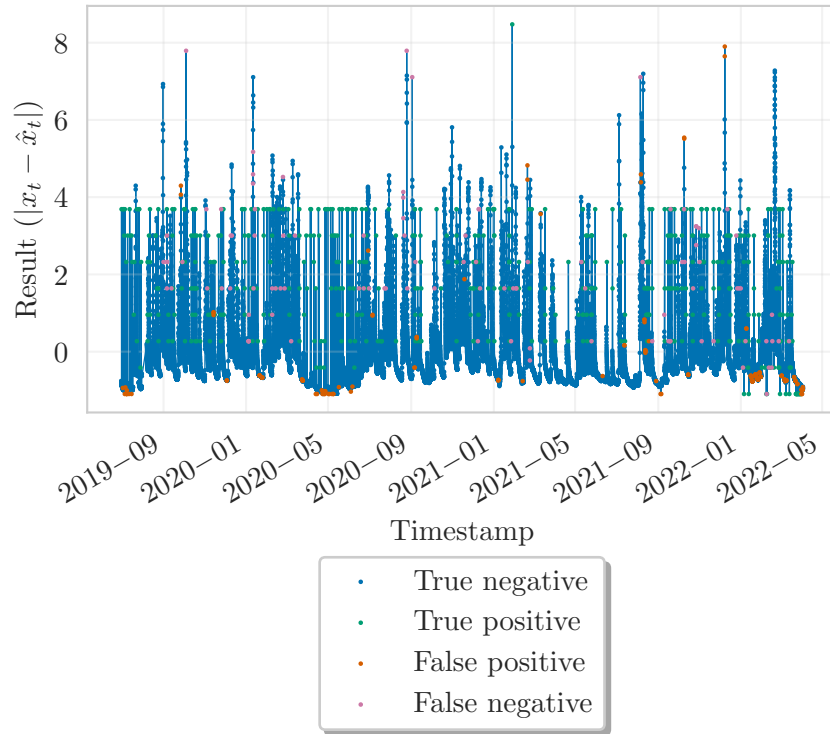 8
6
4
2
0
Result (|x_t − x̂_t|)
2019−09
2020−01
2020−05
2020−09
2021−01
2021−05
2021−09
2022−01
2022−05
Timestamp
True negative
True positive
False positive
False negative